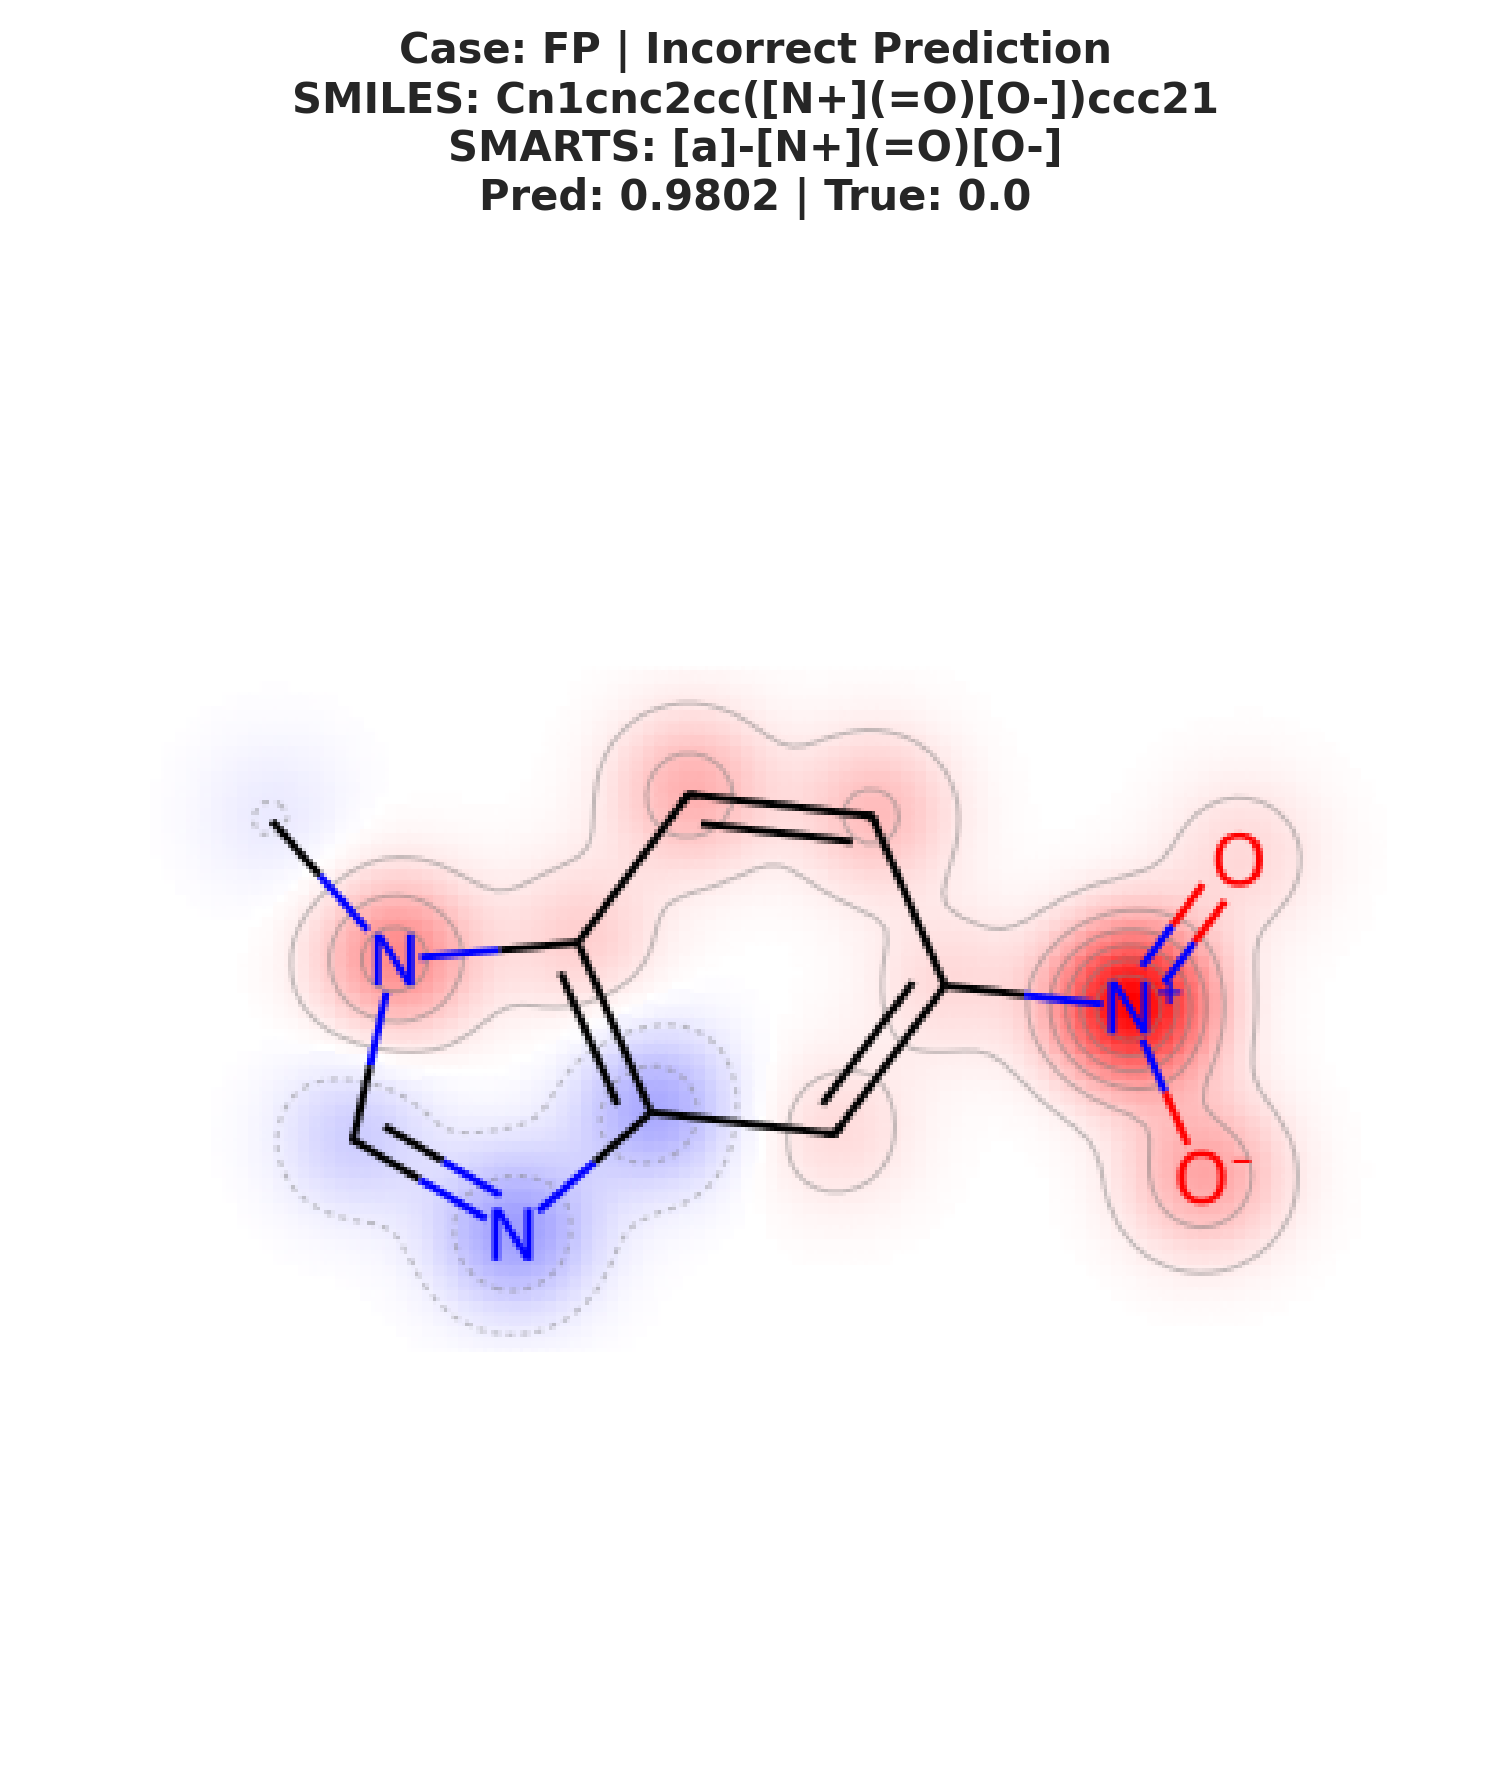 Case: FP | Incorrect Prediction
SMILES: Cn1cnc2cc([N+](=O)[O-])ccc21
SMARTS: [a]-[N+](=O)[O-]
Pred: 0.9802 | True: 0.0
O
N
N+
O−
N